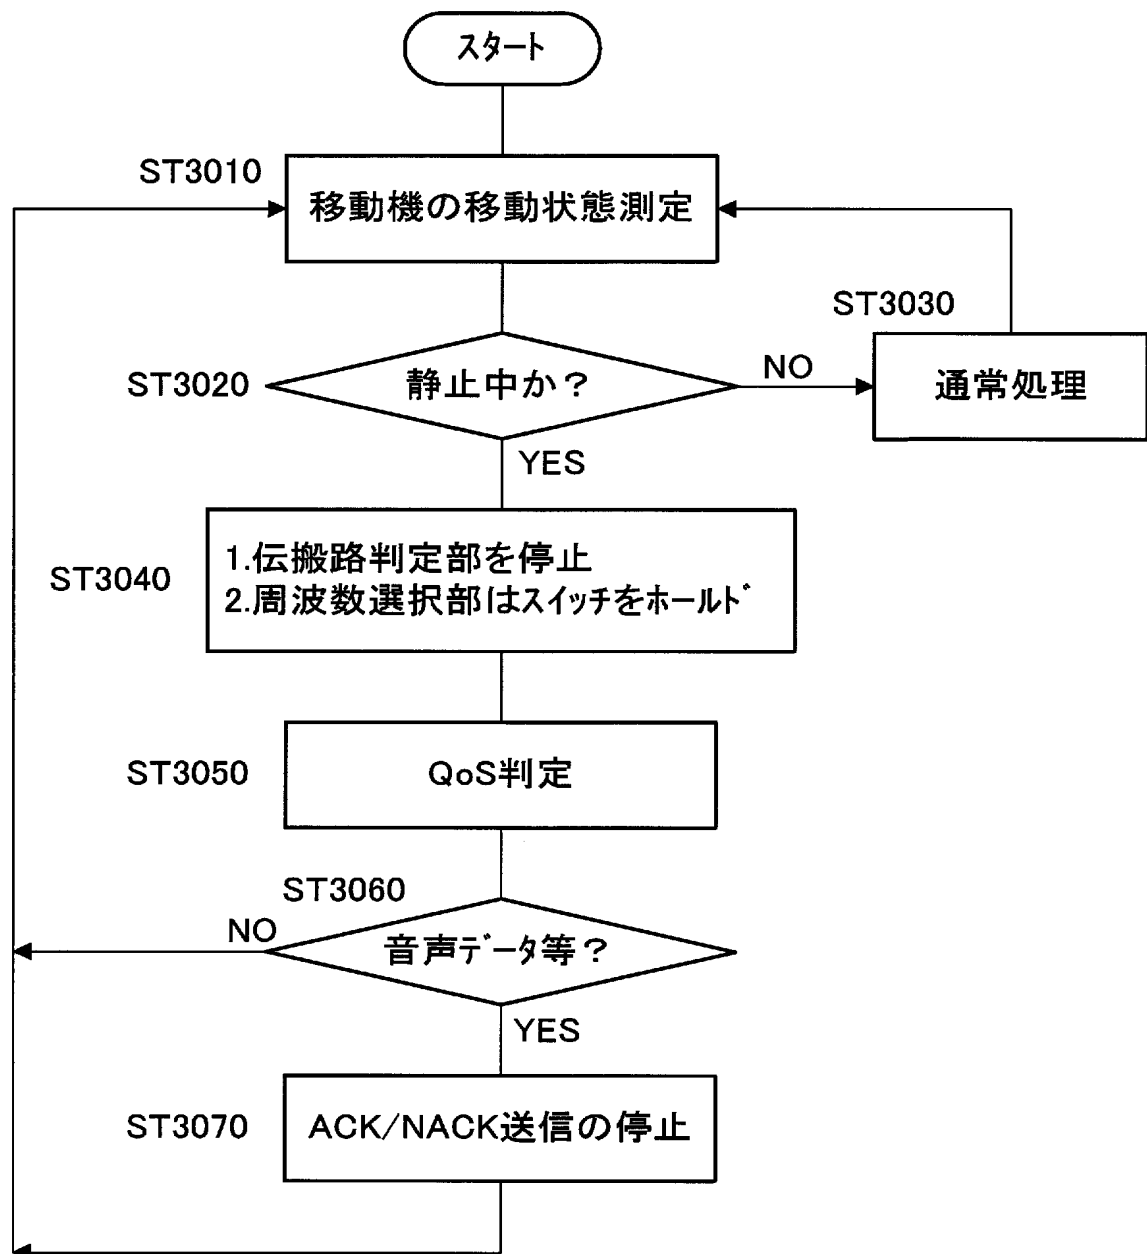 スタート
ST3010
移動機の移動状態測定
ST3030
ST3020
静止中か？
NO
通常処理
YES
ST3040
1.伝搬路判定部を停止
2.周波数選択部はスイッチをホールド
ST3050
QoS判定
ST3060
NO
音声データ等？
YES
ST3070
ACK/NACK送信の停止